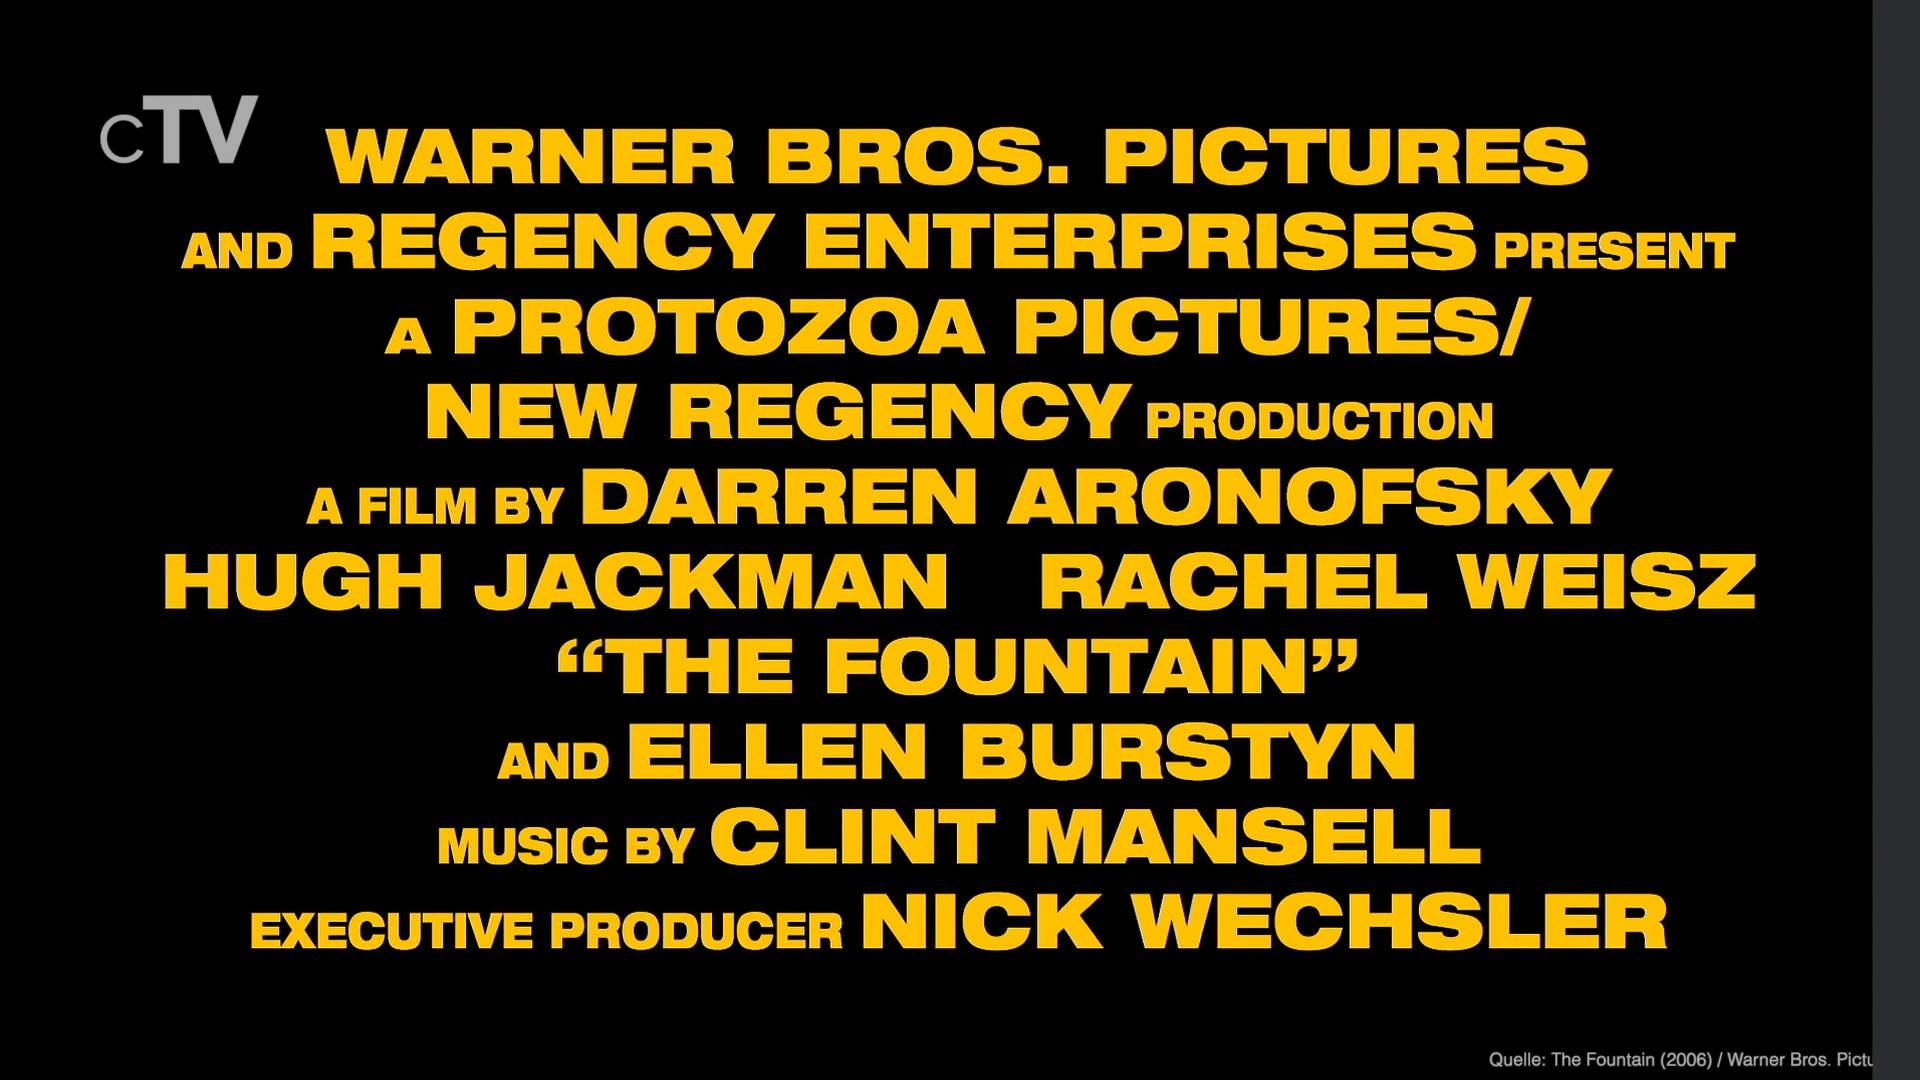 cTV
WARNER BROS. PICTURES
AND REGENCY ENTERPRISES PRESENT
A PROTOZOA PICTURES/
NEW REGENCY PRODUCTION
A FILM BY DARREN ARONOFSKY
HUGH JACKMAN RACHEL WEISZ
“THE FOUNTAIN”
AND ELLEN BURSTYN
MUSIC BY CLINT MANSELL
EXECUTIVE PRODUCER NICK WECHSLER
Quelle: The Fountain (2006) / Warner Bros. Pictu